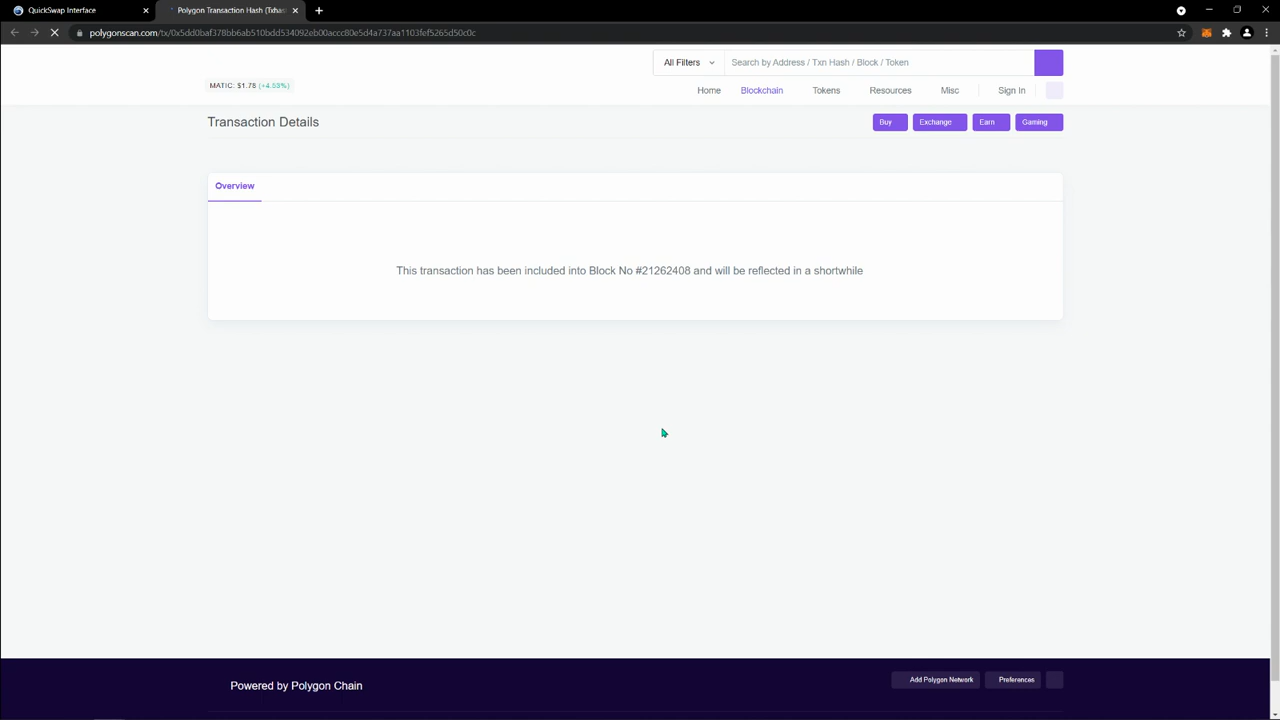 QuickSwap Interface
Polygon Transaction Hash (Txhas
polygonscan.com/tx/0x5dd0baf378bb6ab510bdd534092eb00accc80e5d4a737aa1103fef5265d50c0c
All Filters
Search by Address / Txn Hash / Block / Token
MATIC: $1.78 (+4.53%)
Home
Blockchain
Tokens
Resources
Misc
Sign In
Transaction Details
Buy
Exchange
Earn
Gaming
Overview
This transaction has been included into Block No #21262408 and will be reflected in a shortwhile
Powered by Polygon Chain
Add Polygon Network
Preferences